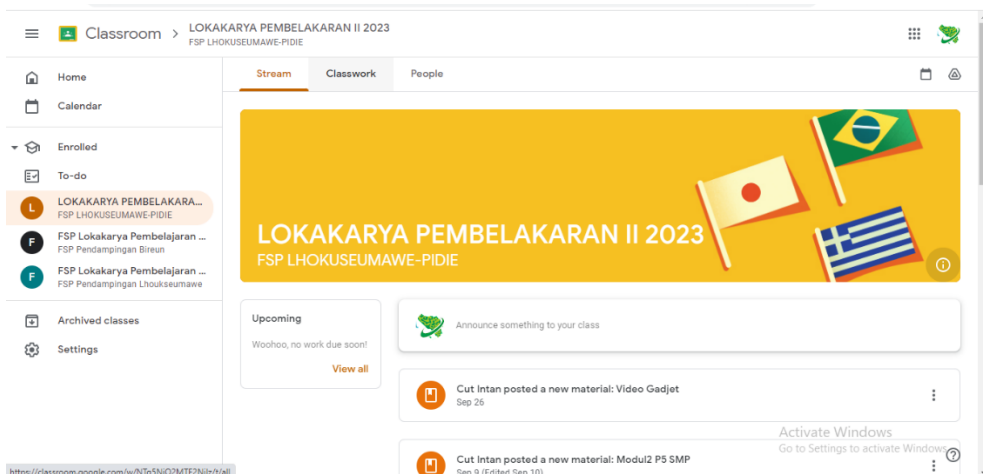 Classroom > LOKAKARYA PEMBELAKARAN II 2023
FSP LHOKUSEUMAWE-PIDIE
Home
Calendar
Enrolled
To-do
L LOKAKARYA PEMBELAKARA...
FSP LHOKUSEUMAWE-PIDIE
F FSP Lokakarya Pembelajaran ...
FSP Pendampingan Bireun
F FSP Lokakarya Pembelajaran ...
FSP Pendampingan Lhoukseumawe
Archived classes
Settings
Stream Classwork People
LOKAKARYA PEMBELAKARAN II 2023
FSP LHOKUSEUMAWE-PIDIE
Upcoming
Woohoo, no work due soon!
View all
Announce something to your class
Cut Intan posted a new material: Video Gadjet
Sep 26
Cut Intan posted a new material: Modul2 P5 SMP
Sep 9 (Edited Sep 10)
Activate Windows
Go to Settings to activate Windows